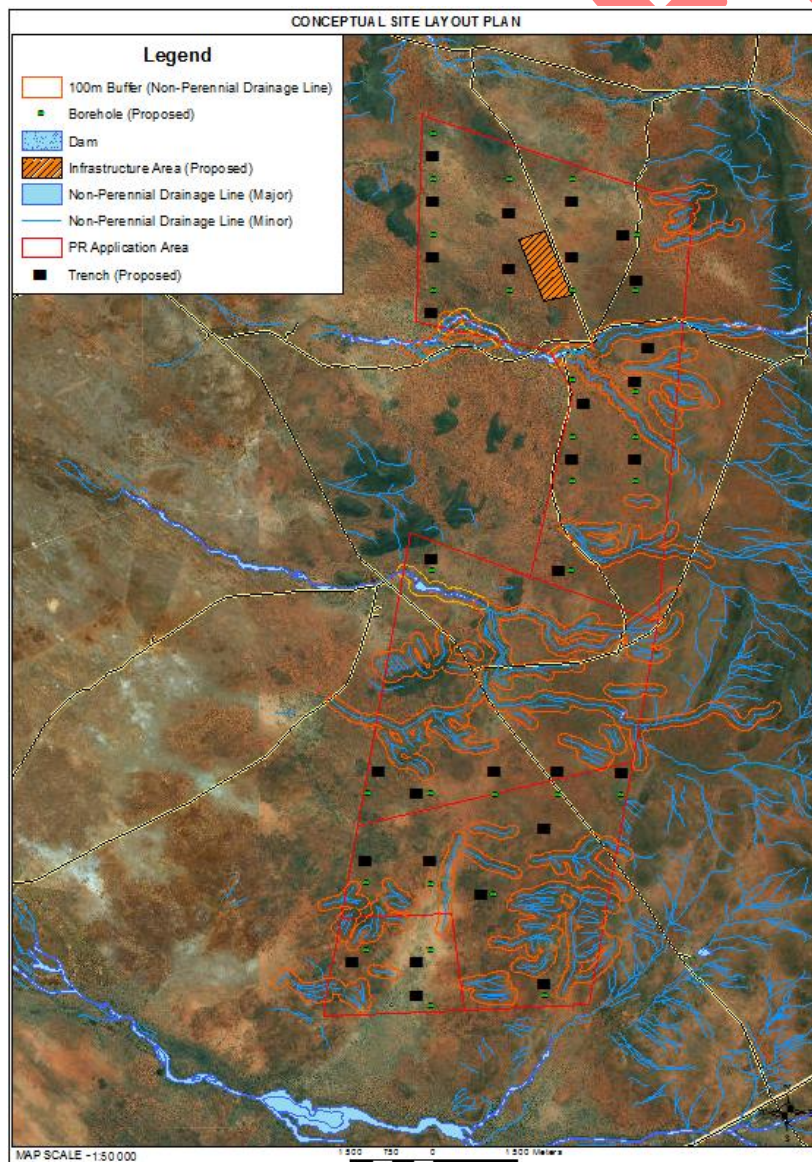 CONCEPTUAL SITE LAYOUT PLAN
Legend
100m Buffer (Non-Perennial Drainage Line)
Borehole (Proposed)
Dam
Infrastructure Area (Proposed)
Non-Perennial Drainage Line (Major)
Non-Perennial Drainage Line (Minor)
PR Application Area
Trench (Proposed)
MAP SCALE - 1:50 000
1 500 750 0 1 500 Meters